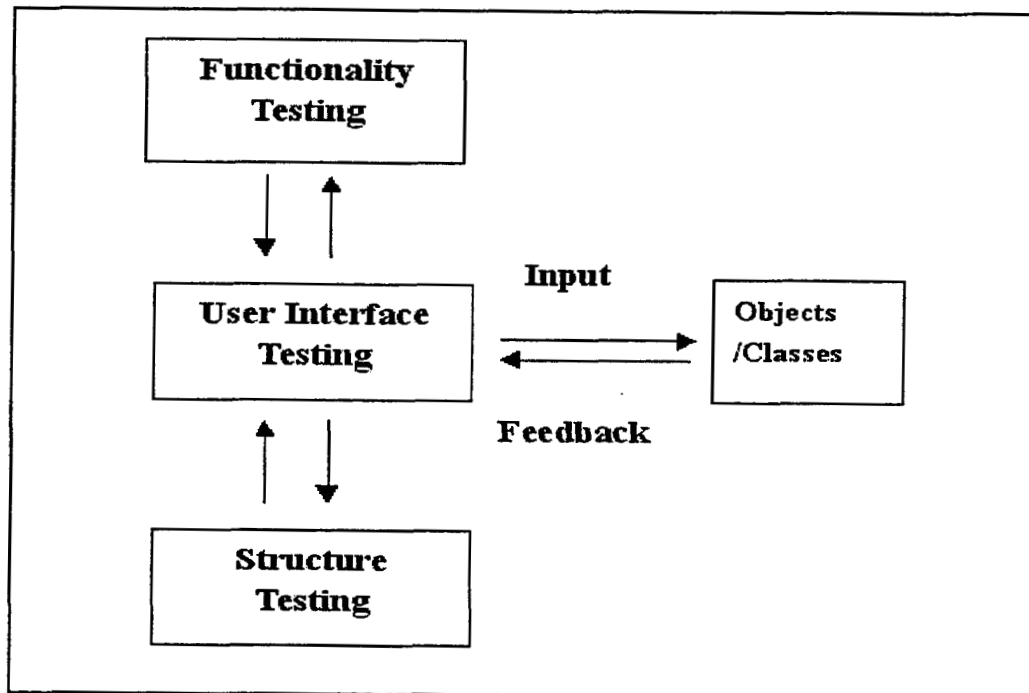 Functionality
Testing
Input
User Interface
Testing
Objects
/Classes
Feedback
Structure
Testing